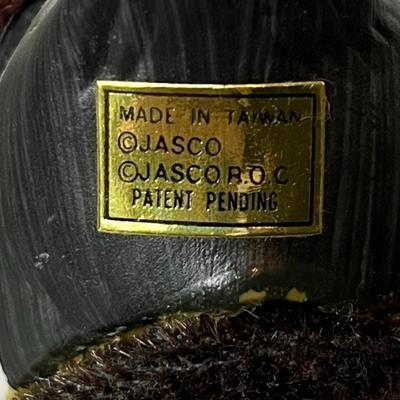 MADE IN TAIWAN
©JASCO
©JASCO R.O.C
PATENT PENDING